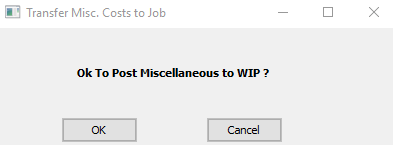 Transfer Misc. Costs to Job
Ok To Post Miscellaneous to WIP ?
OK Cancel